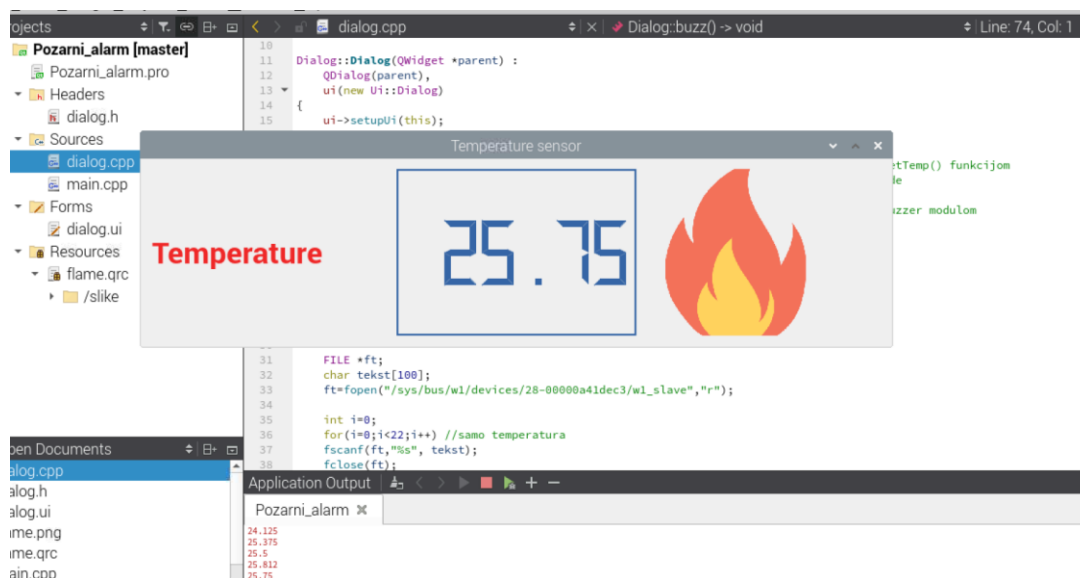 Pozarni_alarm [master]
Pozarni_alarm.pro
Headers
dialog.h
Sources
dialog.cpp
main.cpp
Forms
dialog.ui
Resources
flame.qrc
/slike
dialog.cpp
Dialog::buzz() -> void
Line: 74, Col: 1
10
11 Dialog::Dialog(QWidget *parent) :
12 QDialog(parent),
13 ui(new Ui::Dialog)
14 {
15 ui->setupUi(this);
etTemp() funkcijom
uzzer modulom
Temperature sensor
Temperature
25.75
31 FILE *ft;
32 char tekst[100];
33 ft=fopen("/sys/bus/w1/devices/28-00000a41dec3/w1_slave","r");
34
35 int i=0;
36 for(i=0;i<22;i++) //samo temperatura
37 fscanf(ft,"%s", tekst);
38 fclose(ft);
pen Documents
alog.cpp
alog.h
alog.ui
ame.png
ame.qrc
ain.cpp
Application Output
Pozarni_alarm
24.125
25.375
25.5
25.812
25.75